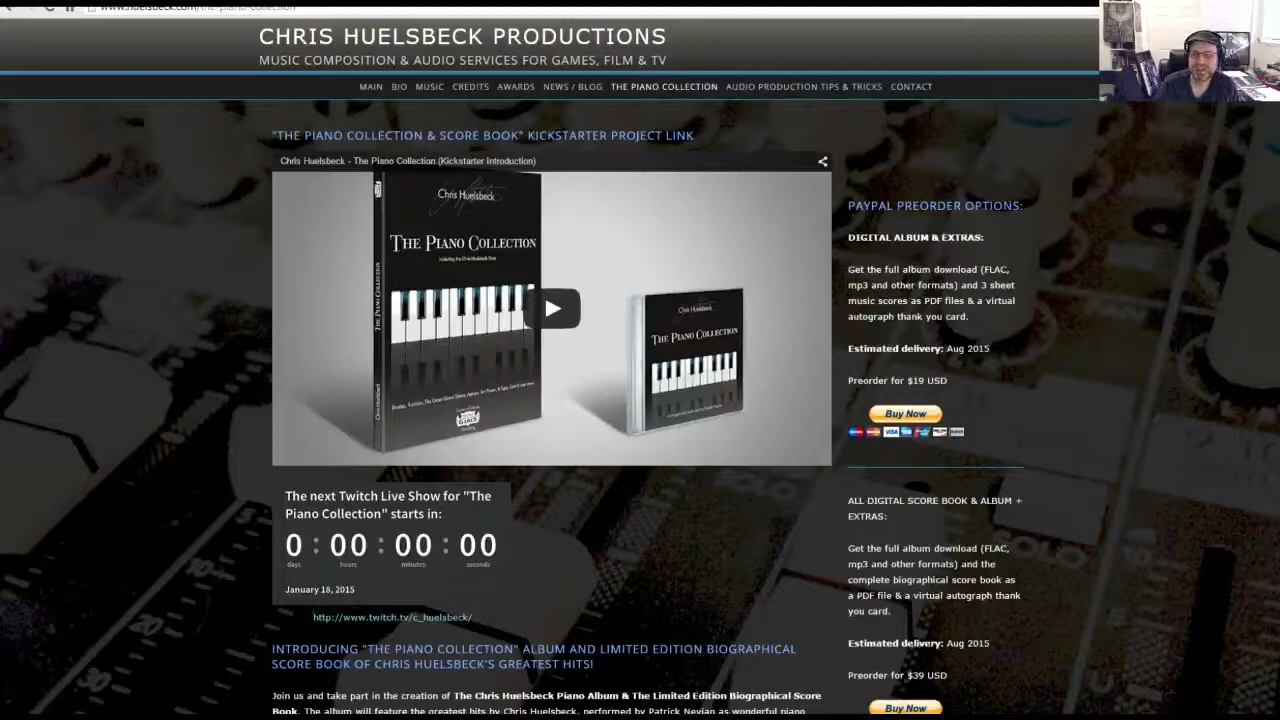 www.huelsbeck.com/the-piano-collection
CHRIS HUELSBECK PRODUCTIONS
MUSIC COMPOSITION & AUDIO SERVICES FOR GAMES, FILM & TV
MAIN BIO MUSIC CREDITS AWARDS NEWS / BLOG THE PIANO COLLECTION AUDIO PRODUCTION TIPS & TRICKS CONTACT
"THE PIANO COLLECTION & SCORE BOOK" KICKSTARTER PROJECT LINK
Chris Huelsbeck - The Piano Collection (Kickstarter Introduction)
Chris Huelsbeck
THE PIANO COLLECTION
Chris Huelsbeck
THE PIANO COLLECTION
The next Twitch Live Show for "The
Piano Collection" starts in:
0 : 00 : 00 : 00
days hours minutes seconds
January 18, 2015
http://www.twitch.tv/c_huelsbeck/
INTRODUCING "THE PIANO COLLECTION" ALBUM AND LIMITED EDITION BIOGRAPHICAL
SCORE BOOK OF CHRIS HUELSBECK'S GREATEST HITS!
Join us and take part in the creation of The Chris Huelsbeck Piano Album & The Limited Edition Biographical Score
Book. The album will feature the greatest hits by Chris Huelsbeck, performed by Patrick Nevian as wonderful piano
PAYPAL PREORDER OPTIONS:
DIGITAL ALBUM & EXTRAS:
Get the full album download (FLAC,
mp3 and other formats) and 3 sheet
music scores as PDF files & a virtual
autograph thank you card.
Estimated delivery: Aug 2015
Preorder for $19 USD
Buy Now
ALL DIGITAL SCORE BOOK & ALBUM +
EXTRAS:
Get the full album download (FLAC,
mp3 and other formats) and the
complete biographical score book as
a PDF file & a virtual autograph thank
you card.
Estimated delivery: Aug 2015
Preorder for $39 USD
Buy Now